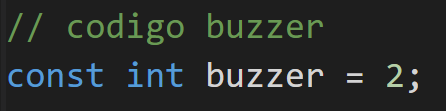 // codigo buzzer
const int buzzer = 2;